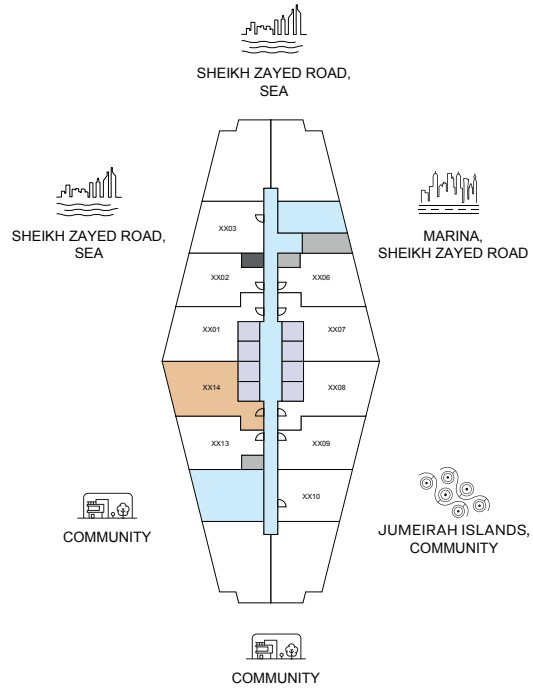 SHEIKH ZAYED ROAD,
SEA
SHEIKH ZAYED ROAD,
SEA
MARINA,
SHEIKH ZAYED ROAD
XX03
XX02
XX06
XX01
XX07
XX14
XX08
XX13
XX09
XX10
COMMUNITY
JUMEIRAH ISLANDS,
COMMUNITY
COMMUNITY